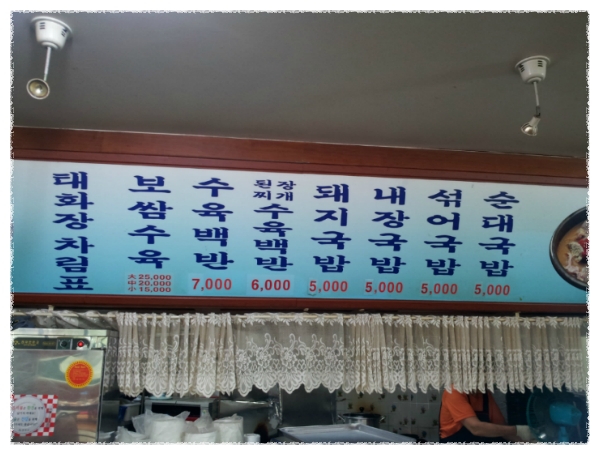 태화장차림표
보쌈수육
大 25,000
中 20,000
小 15,000
수육백반
7,000
된장찌개수육백반
6,000
돼지국밥
5,000
내장국밥
5,000
섞어국밥
5,000
순대국밥
5,000